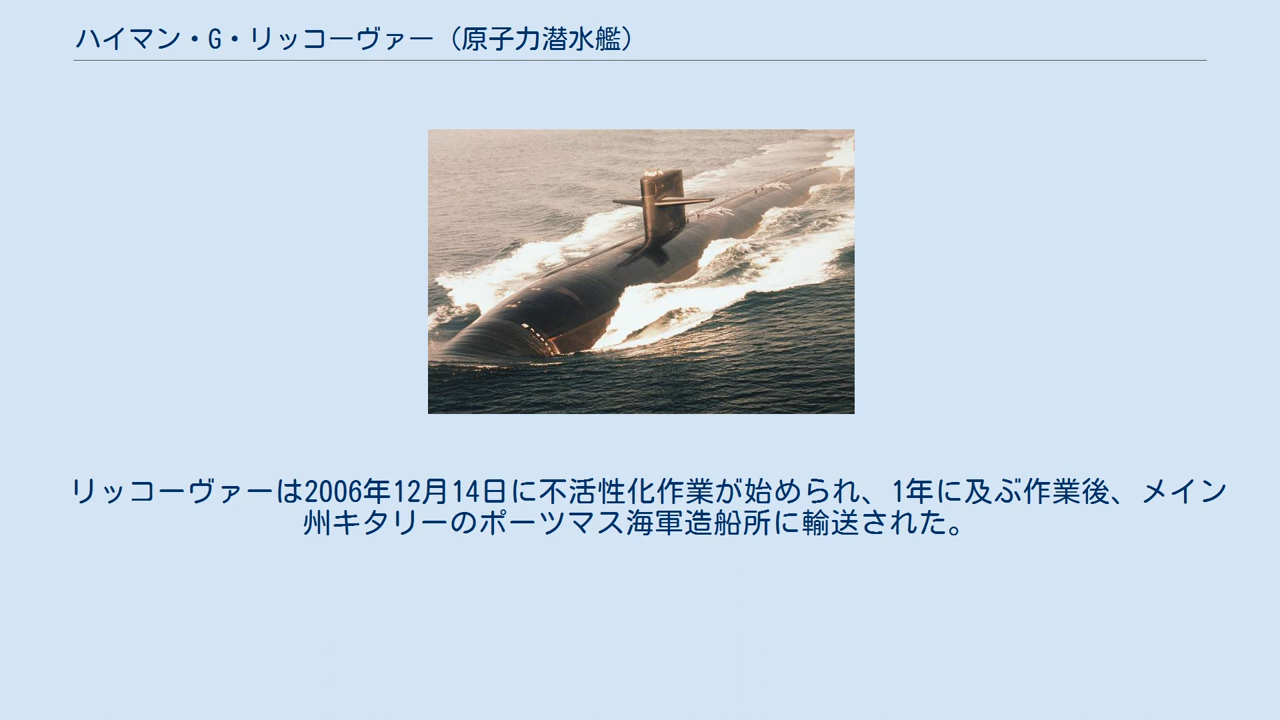 ハイマン・G・リッコーヴァー（原子力潜水艦）
リッコーヴァーは2006年12月14日に不活性化作業が始められ、1年に及ぶ作業後、メイン
州キタリーのポーツマス海軍造船所に輸送された。